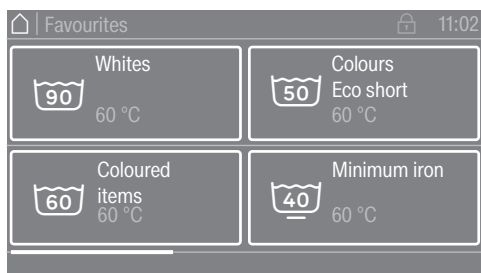 Favourites
11:02
Whites
90
60 °C
Colours
Eco short
50
60 °C
Coloured
items
60
60 °C
Minimum iron
40
60 °C